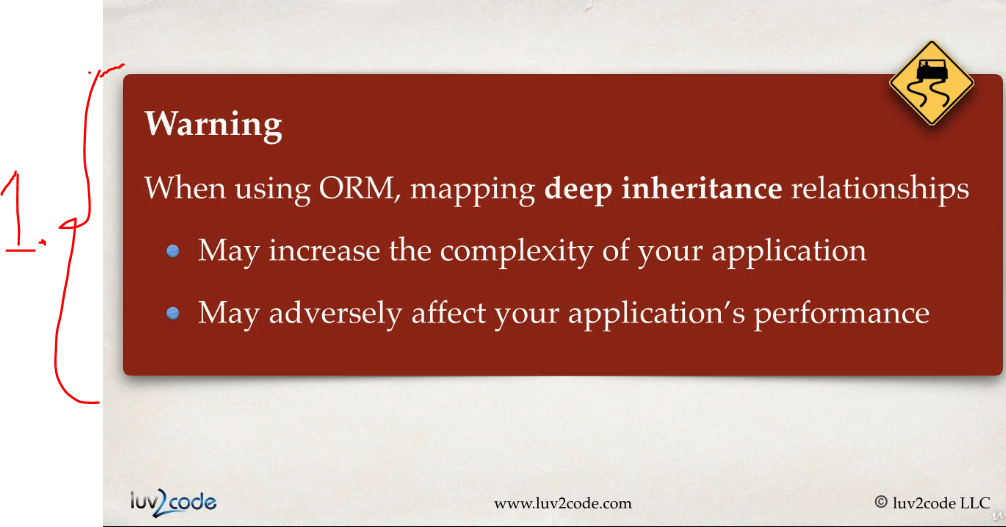 Warning
When using ORM, mapping deep inheritance relationships
1.
May increase the complexity of your application
May adversely affect your application's performance
luv2code
www.luv2code.com
© luv2code LLC